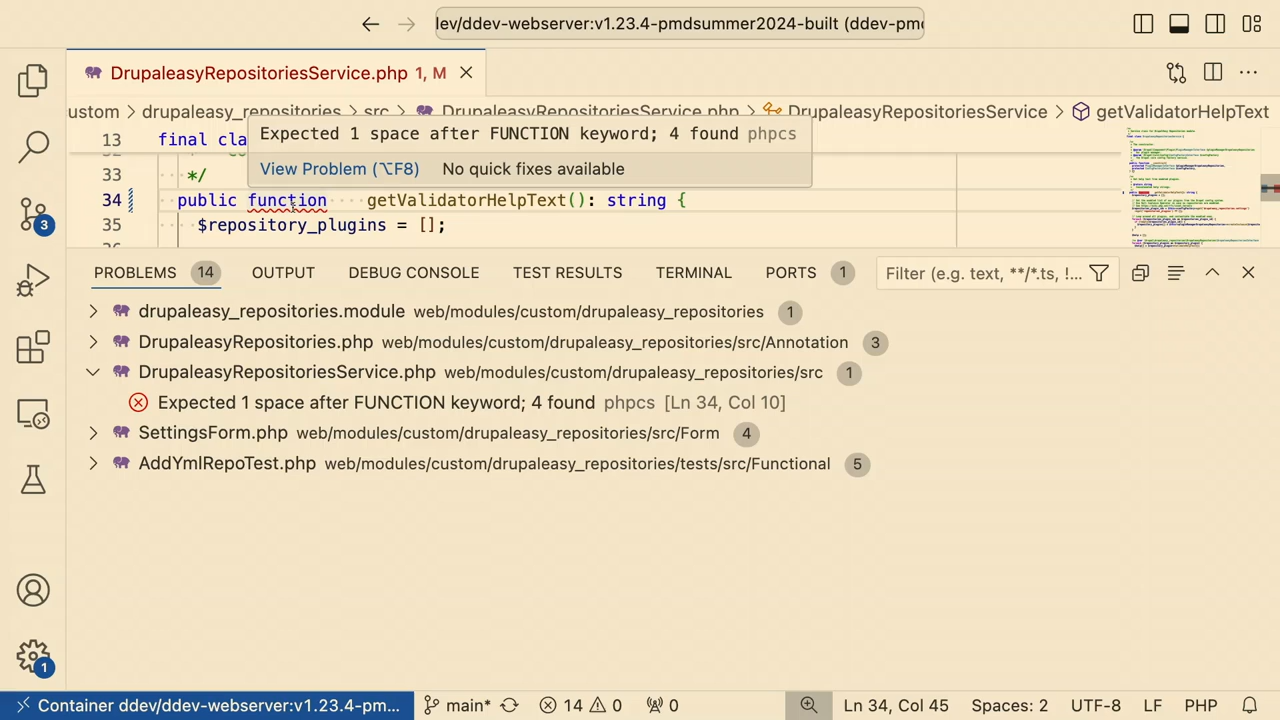 lev/ddev-webserver:v1.23.4-pmdsummer2024-built (ddev-pm
DrupaleasyRepositoriesService.php 1, M
ustom > drupaleasy_repositories > src > DrupaleasyRepositoriesService.php > DrupaleasyRepositoriesService > getValidatorHelpText
13 final cla
Expected 1 space after FUNCTION keyword; 4 found phpcs
View Problem (⌥F8) No quick fixes available
33 */
34 public function getValidatorHelpText(): string {
35 $repository_plugins = [];
PROBLEMS 14 OUTPUT DEBUG CONSOLE TEST RESULTS TERMINAL PORTS 1 Filter (e.g. text, **/*.ts, !...
drupaleasy_repositories.module web/modules/custom/drupaleasy_repositories 1
DrupaleasyRepositories.php web/modules/custom/drupaleasy_repositories/src/Annotation 3
DrupaleasyRepositoriesService.php web/modules/custom/drupaleasy_repositories/src 1
Expected 1 space after FUNCTION keyword; 4 found phpcs [Ln 34, Col 10]
SettingsForm.php web/modules/custom/drupaleasy_repositories/src/Form 4
AddYmlRepoTest.php web/modules/custom/drupaleasy_repositories/tests/src/Functional 5
3
1
Container ddev/ddev-webserver:v1.23.4-pm... main* 14 0 0 Ln 34, Col 45 Spaces: 2 UTF-8 LF PHP